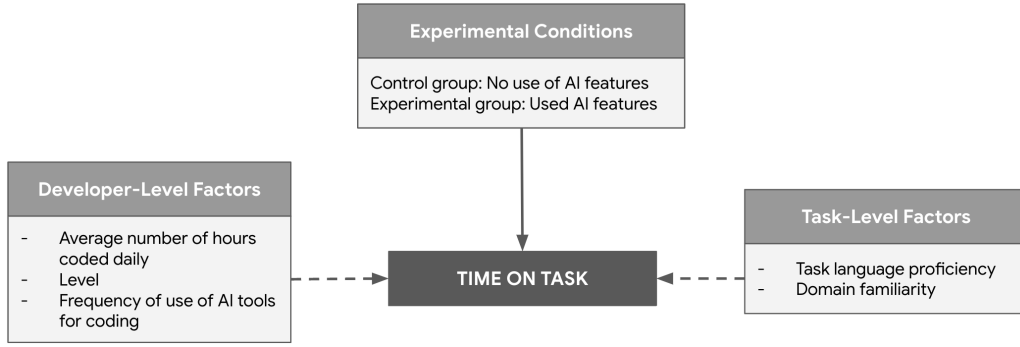 Experimental Conditions
Control group: No use of AI features
Experimental group: Used AI features
Developer-Level Factors
- Average number of hours
coded daily
- Level
- Frequency of use of AI tools
for coding
TIME ON TASK
Task-Level Factors
- Task language proficiency
- Domain familiarity